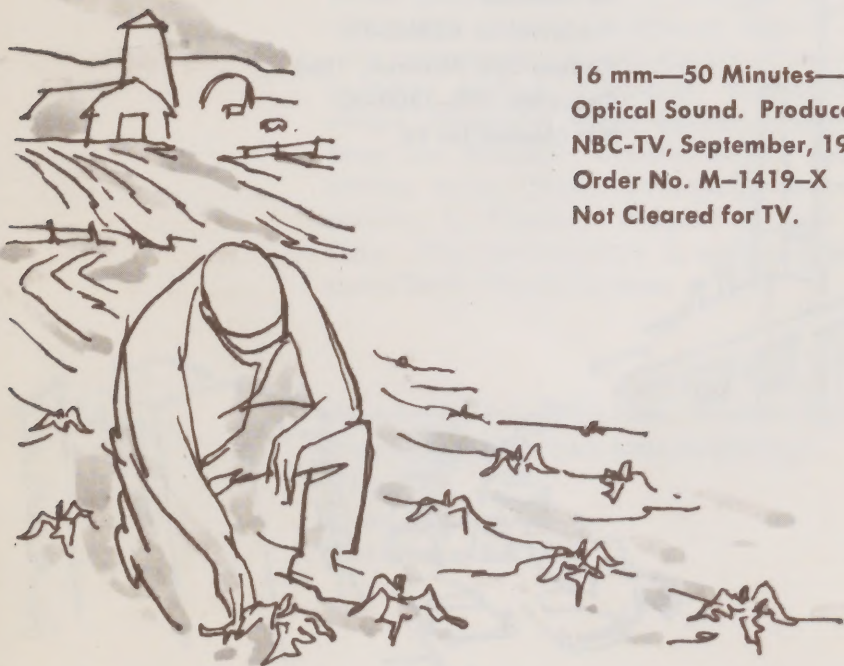 16 mm—50 Minutes—
Optical Sound. Produce
NBC-TV, September, 19
Order No. M–1419–X
Not Cleared for TV.